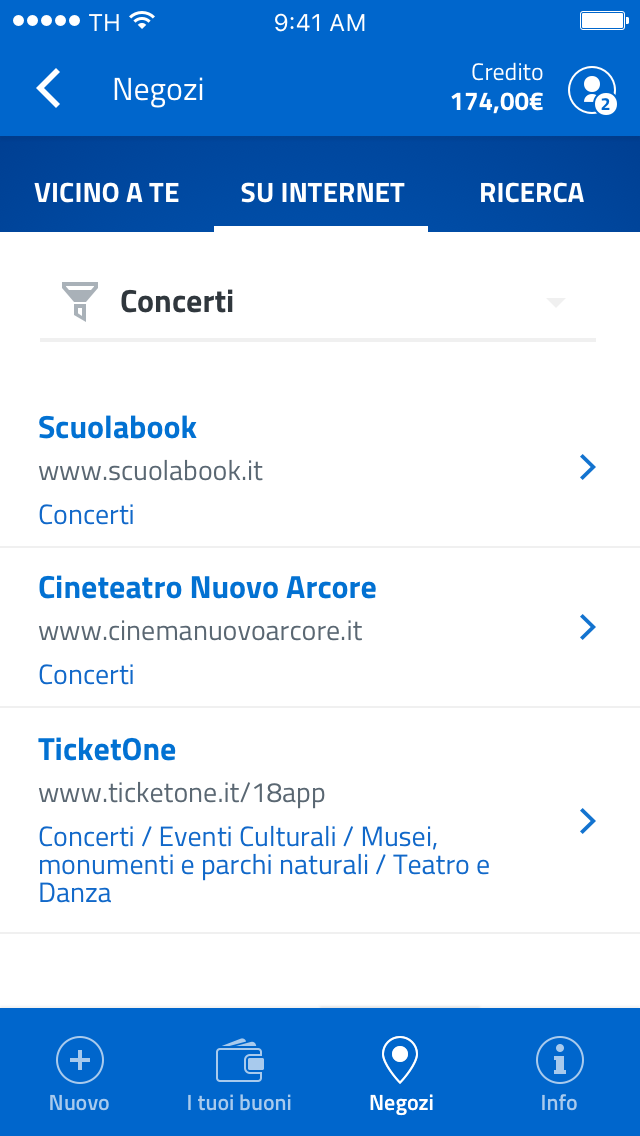 TH 9:41 AM
Negozi
Credito
174,00€
2
VICINO A TE SU INTERNET RICERCA
Concerti
Scuolabook
www.scuolabook.it
Concerti
Cineteatro Nuovo Arcore
www.cinemanuovoarcore.it
Concerti
TicketOne
www.ticketone.it/18app
Concerti / Eventi Culturali / Musei,
monumenti e parchi naturali / Teatro e
Danza
Nuovo I tuoi buoni Negozi Info